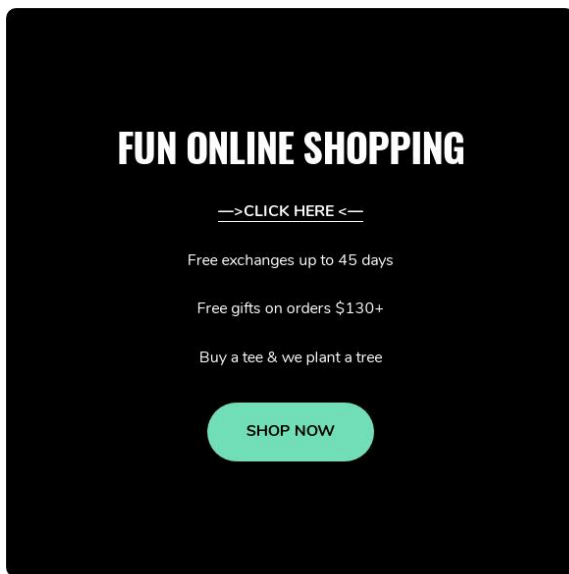 FUN ONLINE SHOPPING
—>CLICK HERE <—
Free exchanges up to 45 days
Free gifts on orders $130+
Buy a tee & we plant a tree
SHOP NOW